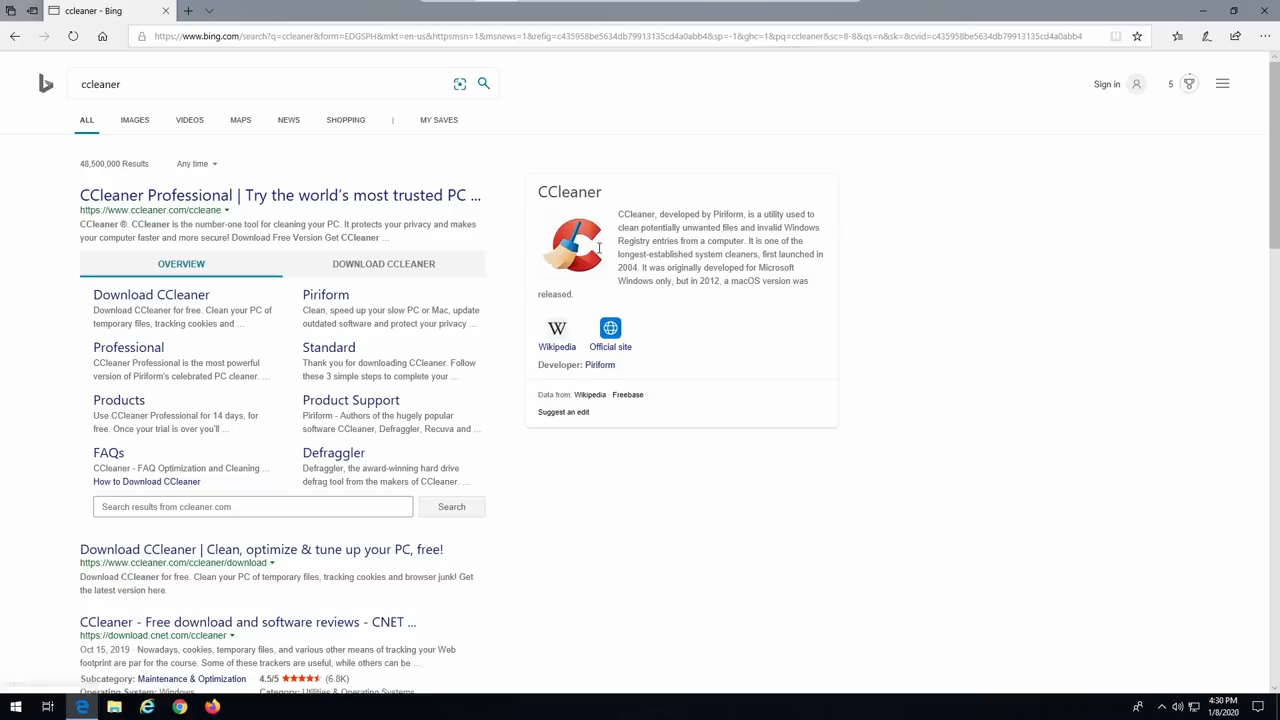 https://www.bing.com/search?q=ccleaner&form=EDGSPH&mkt=en-us&httpsmsn=1&msnews=1&refig=c435958be5634db79913135cd4a0abb4&sp=-1&ghc=1&pq=ccleaner&sc=8-8&qs=n&sk=&cvid=c435958be5634db79913135cd4a0abb4
ccleaner
Sign in
5
ALL IMAGES VIDEOS MAPS NEWS SHOPPING | MY SAVES
48,500,000 Results Any time
CCleaner Professional | Try the world's most trusted PC ...
https://www.ccleaner.com/ccleane
CCleaner ®. CCleaner is the number-one tool for cleaning your PC. It protects your privacy and makes
your computer faster and more secure! Download Free Version Get CCleaner ...
OVERVIEW DOWNLOAD CCLEANER
Download CCleaner
Download CCleaner for free. Clean your PC of
temporary files, tracking cookies and ...
Piriform
Clean, speed up your slow PC or Mac, update
outdated software and protect your privacy ...
Professional
CCleaner Professional is the most powerful
version of Piriform's celebrated PC cleaner. ...
Standard
Thank you for downloading CCleaner. Follow
these 3 simple steps to complete your ...
Products
Use CCleaner Professional for 14 days, for
free. Once your trial is over you'll ...
Product Support
Piriform - Authors of the hugely popular
software CCleaner, Defraggler, Recuva and ...
FAQs
CCleaner - FAQ Optimization and Cleaning ...
How to Download CCleaner
Defraggler
Defraggler, the award-winning hard drive
defrag tool from the makers of CCleaner. ...
Search results from ccleaner.com
Search
Download CCleaner | Clean, optimize & tune up your PC, free!
https://www.ccleaner.com/ccleaner/download
Download CCleaner for free. Clean your PC of temporary files, tracking cookies and browser junk! Get
the latest version here.
CCleaner - Free download and software reviews - CNET ...
https://download.cnet.com/ccleaner
Oct 15, 2019 · Nowadays, cookies, temporary files, and various other means of tracking your Web
footprint are par for the course. Some of these trackers are useful, while others can be ...
Subcategory: Maintenance & Optimization 4.5/5 (6.8K)
Operating System: Windows Category: Utilities & Operating Systems
CCleaner
CCleaner, developed by Piriform, is a utility used to
clean potentially unwanted files and invalid Windows
Registry entries from a computer. It is one of the
longest-established system cleaners, first launched in
2004. It was originally developed for Microsoft
Windows only, but in 2012, a macOS version was
released.
W
Wikipedia Official site
Developer: Piriform
Data from: Wikipedia · Freebase
Suggest an edit
4:30 PM
1/8/2020